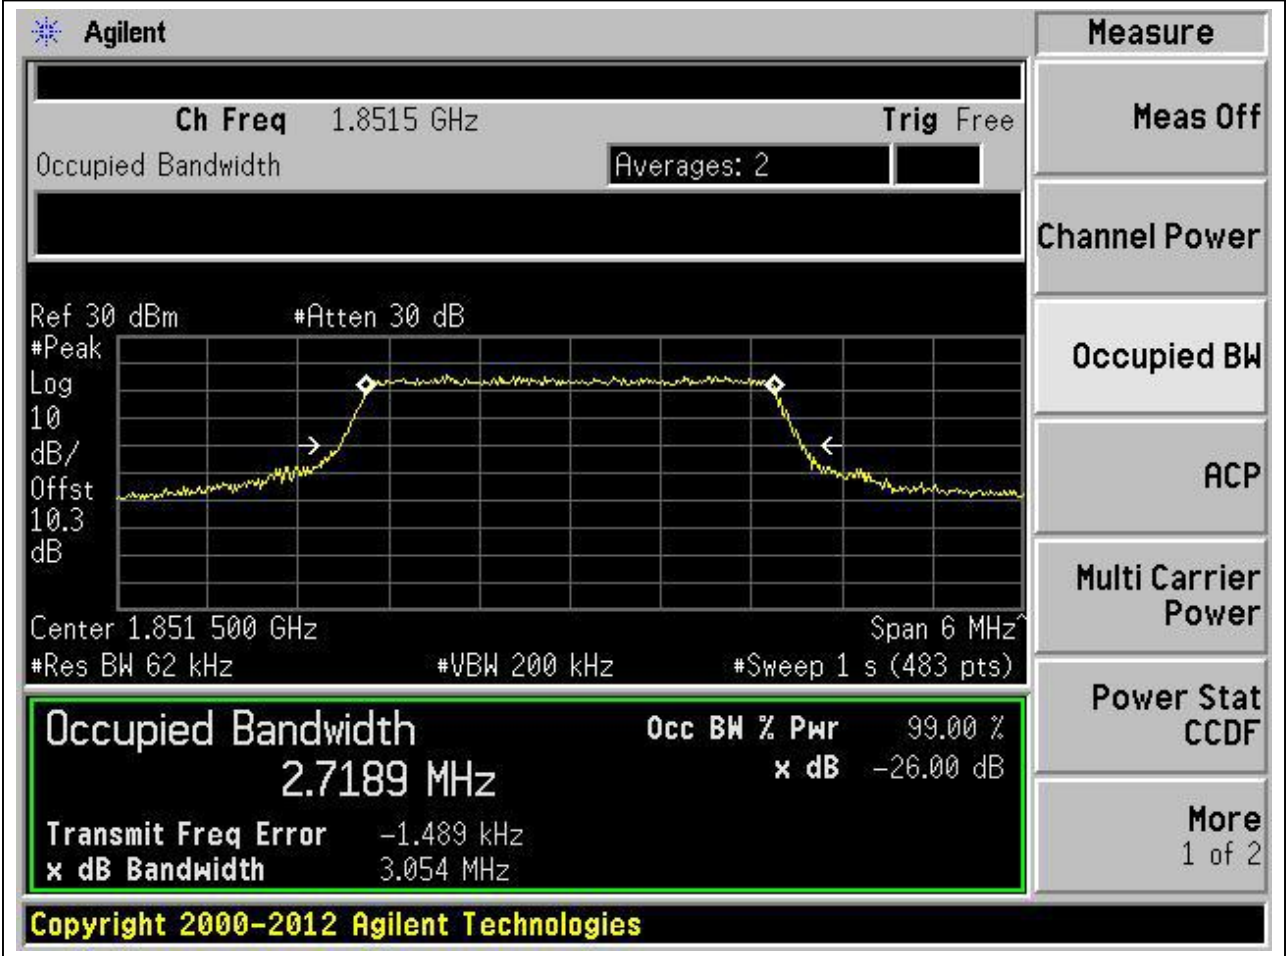 Agilent
Measure
Ch Freq 1.8515 GHz Trig Free
Meas Off
Occupied Bandwidth Averages: 2
Channel Power
Ref 30 dBm #Atten 30 dB
#Peak
Log
10
dB/
Offst
10.3
dB
Occupied BW
ACP
Center 1.851 500 GHz Span 6 MHz^
#Res BW 62 kHz #VBW 200 kHz #Sweep 1 s (483 pts)
Multi Carrier
Power
Occupied Bandwidth Occ BW % Pwr 99.00 %
2.7189 MHz x dB -26.00 dB
Transmit Freq Error -1.489 kHz
x dB Bandwidth 3.054 MHz
Power Stat
CCDF
More
1 of 2
Copyright 2000-2012 Agilent Technologies